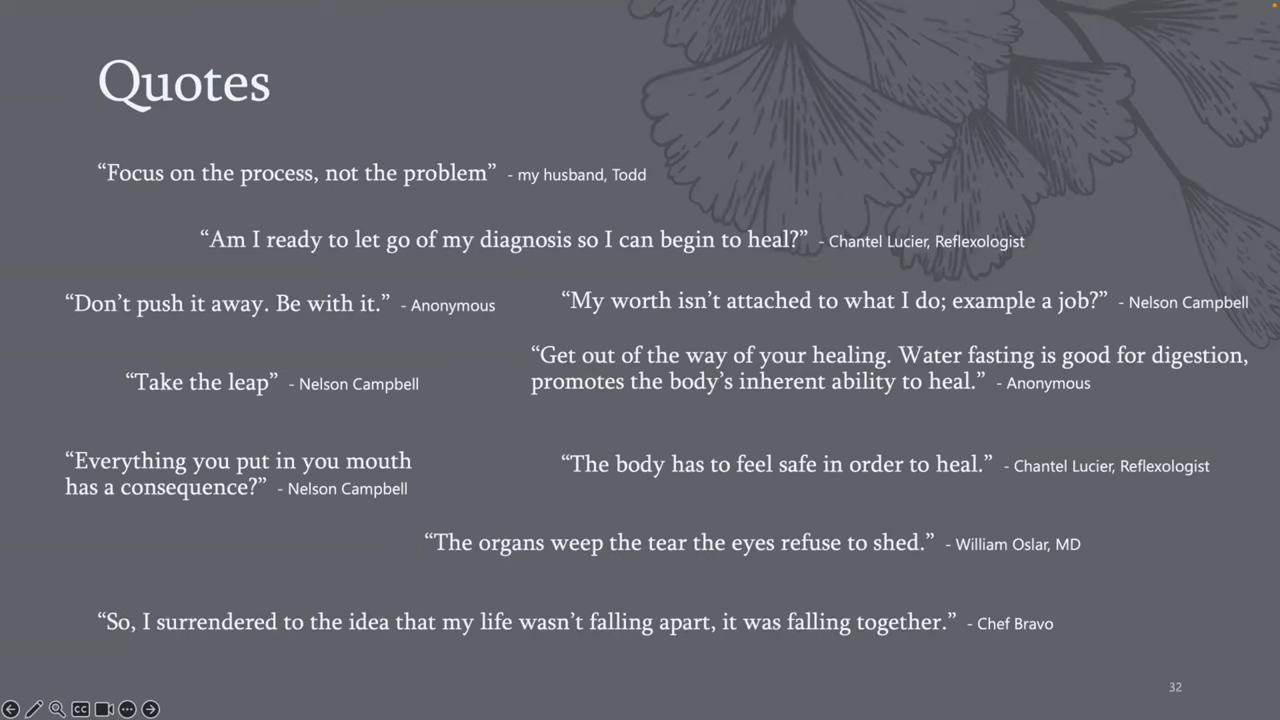 Quotes
“Focus on the process, not the problem” - my husband, Todd
“Am I ready to let go of my diagnosis so I can begin to heal?” - Chantel Lucier, Reflexologist
“Don’t push it away. Be with it.” - Anonymous
“My worth isn’t attached to what I do; example a job?” - Nelson Campbell
“Take the leap” - Nelson Campbell
“Get out of the way of your healing. Water fasting is good for digestion,
promotes the body’s inherent ability to heal.” - Anonymous
“Everything you put in you mouth
has a consequence?” - Nelson Campbell
“The body has to feel safe in order to heal.” - Chantel Lucier, Reflexologist
“The organs weep the tear the eyes refuse to shed.” - William Oslar, MD
“So, I surrendered to the idea that my life wasn’t falling apart, it was falling together.” - Chef Bravo
32
CC